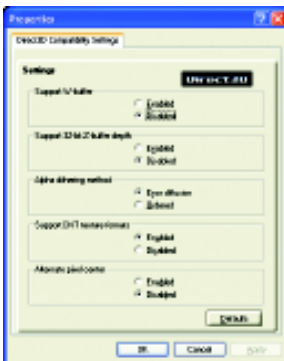 Properties
Direct3D Compatibility Settings
Settings
Direct3D
Support W-buffer
Enabled
Disabled
Support 32-bit Z-buffer depth
Enabled
Disabled
Alpha dithering method
Error diffusion
Ordered
Support DXT texture formats
Enabled
Disabled
Alternate pixel center
Enabled
Disabled
Defaults
OK
Cancel
Apply